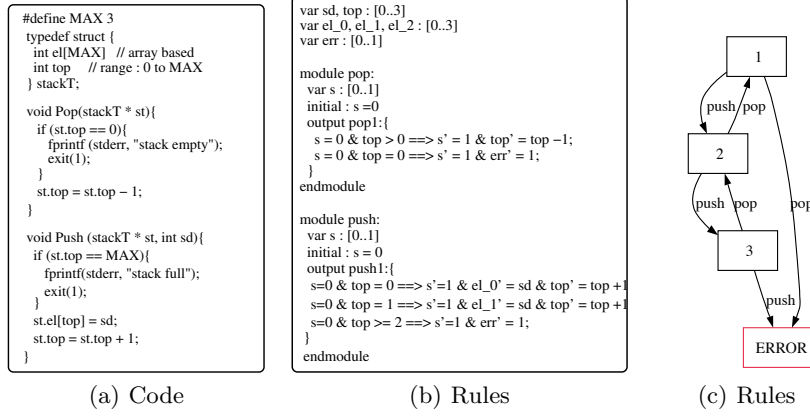 #define MAX 3
typedef struct {
int el[MAX] // array based
int top // range : 0 to MAX
} stackT;
void Pop(stackT * st){
if (st.top == 0){
fprintf (stderr, "stack empty");
exit(1);
}
st.top = st.top − 1;
}
void Push (stackT * st, int sd){
if (st.top == MAX){
fprintf(stderr, "stack full");
exit(1);
}
st.el[top] = sd;
st.top = st.top + 1;
}
(a) Code
var sd, top : [0..3]
var el_0, el_1, el_2 : [0..3]
var err : [0..1]
module pop:
var s : [0..1]
initial : s =0
output pop1:{
s = 0 & top > 0 ==> s' = 1 & top' = top −1;
s = 0 & top = 0 ==> s' = 1 & err' = 1;
}
endmodule
module push:
var s : [0..1]
initial : s = 0
output push1:{
s=0 & top = 0 ==> s'=1 & el_0' = sd & top' = top +1
s=0 & top = 1 ==> s'=1 & el_1' = sd & top' = top +1
s=0 & top >= 2 ==> s'=1 & err' = 1;
}
endmodule
(b) Rules
1
push pop
2
pop
push pop
3
push
ERROR
(c) Rules